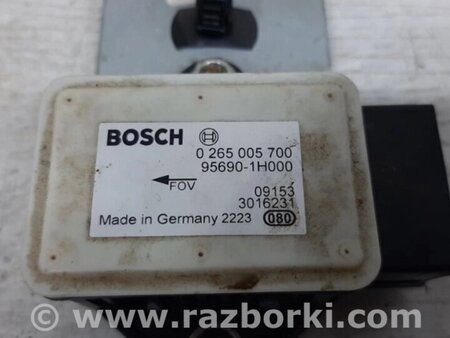 BOSCH
0 265 005 700
95690-1H000
FOV
09153
3016231
Made in Germany 2223 080
© www.razborki.com